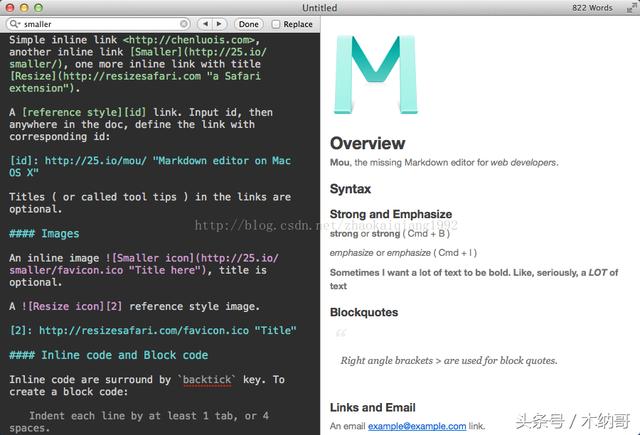 Untitled
822 Words
smaller
Done
Replace
Simple inline link <http://chenluois.com>,
another inline link [Smaller](http://25.io/
smaller/), one more inline link with title
[Resize](http://resizesafari.com "a Safari
extension").
A [reference style][id] link. Input id, then
anywhere in the doc, define the link with
corresponding id:
[id]: http://25.io/mou/ "Markdown editor on Mac
OS X"
Titles ( or called tool tips ) in the links are
optional.
#### Images
An inline image ![Smaller icon](http://25.io/
smaller/favicon.ico "Title here"), title is
optional.
A ![Resize icon][2] reference style image.
[2]: http://resizesafari.com/favicon.ico "Title"
#### Inline code and Block code
Inline code are surround by `backtick` key. To
create a block code:
Indent each line by at least 1 tab, or 4
spaces.
M
Overview
Mou, the missing Markdown editor for web developers.
Syntax
Strong and Emphasize
strong or strong ( Cmd + B )
emphasize or emphasize ( Cmd + I )
Sometimes I want a lot of text to be bold. Like, seriously, a LOT of
text
Blockquotes
Right angle brackets > are used for block quotes.
Links and Email
An email example@example.com link.
http://blog.csdn.net/zhaokaiqiang1992
头条号 / 木纳哥